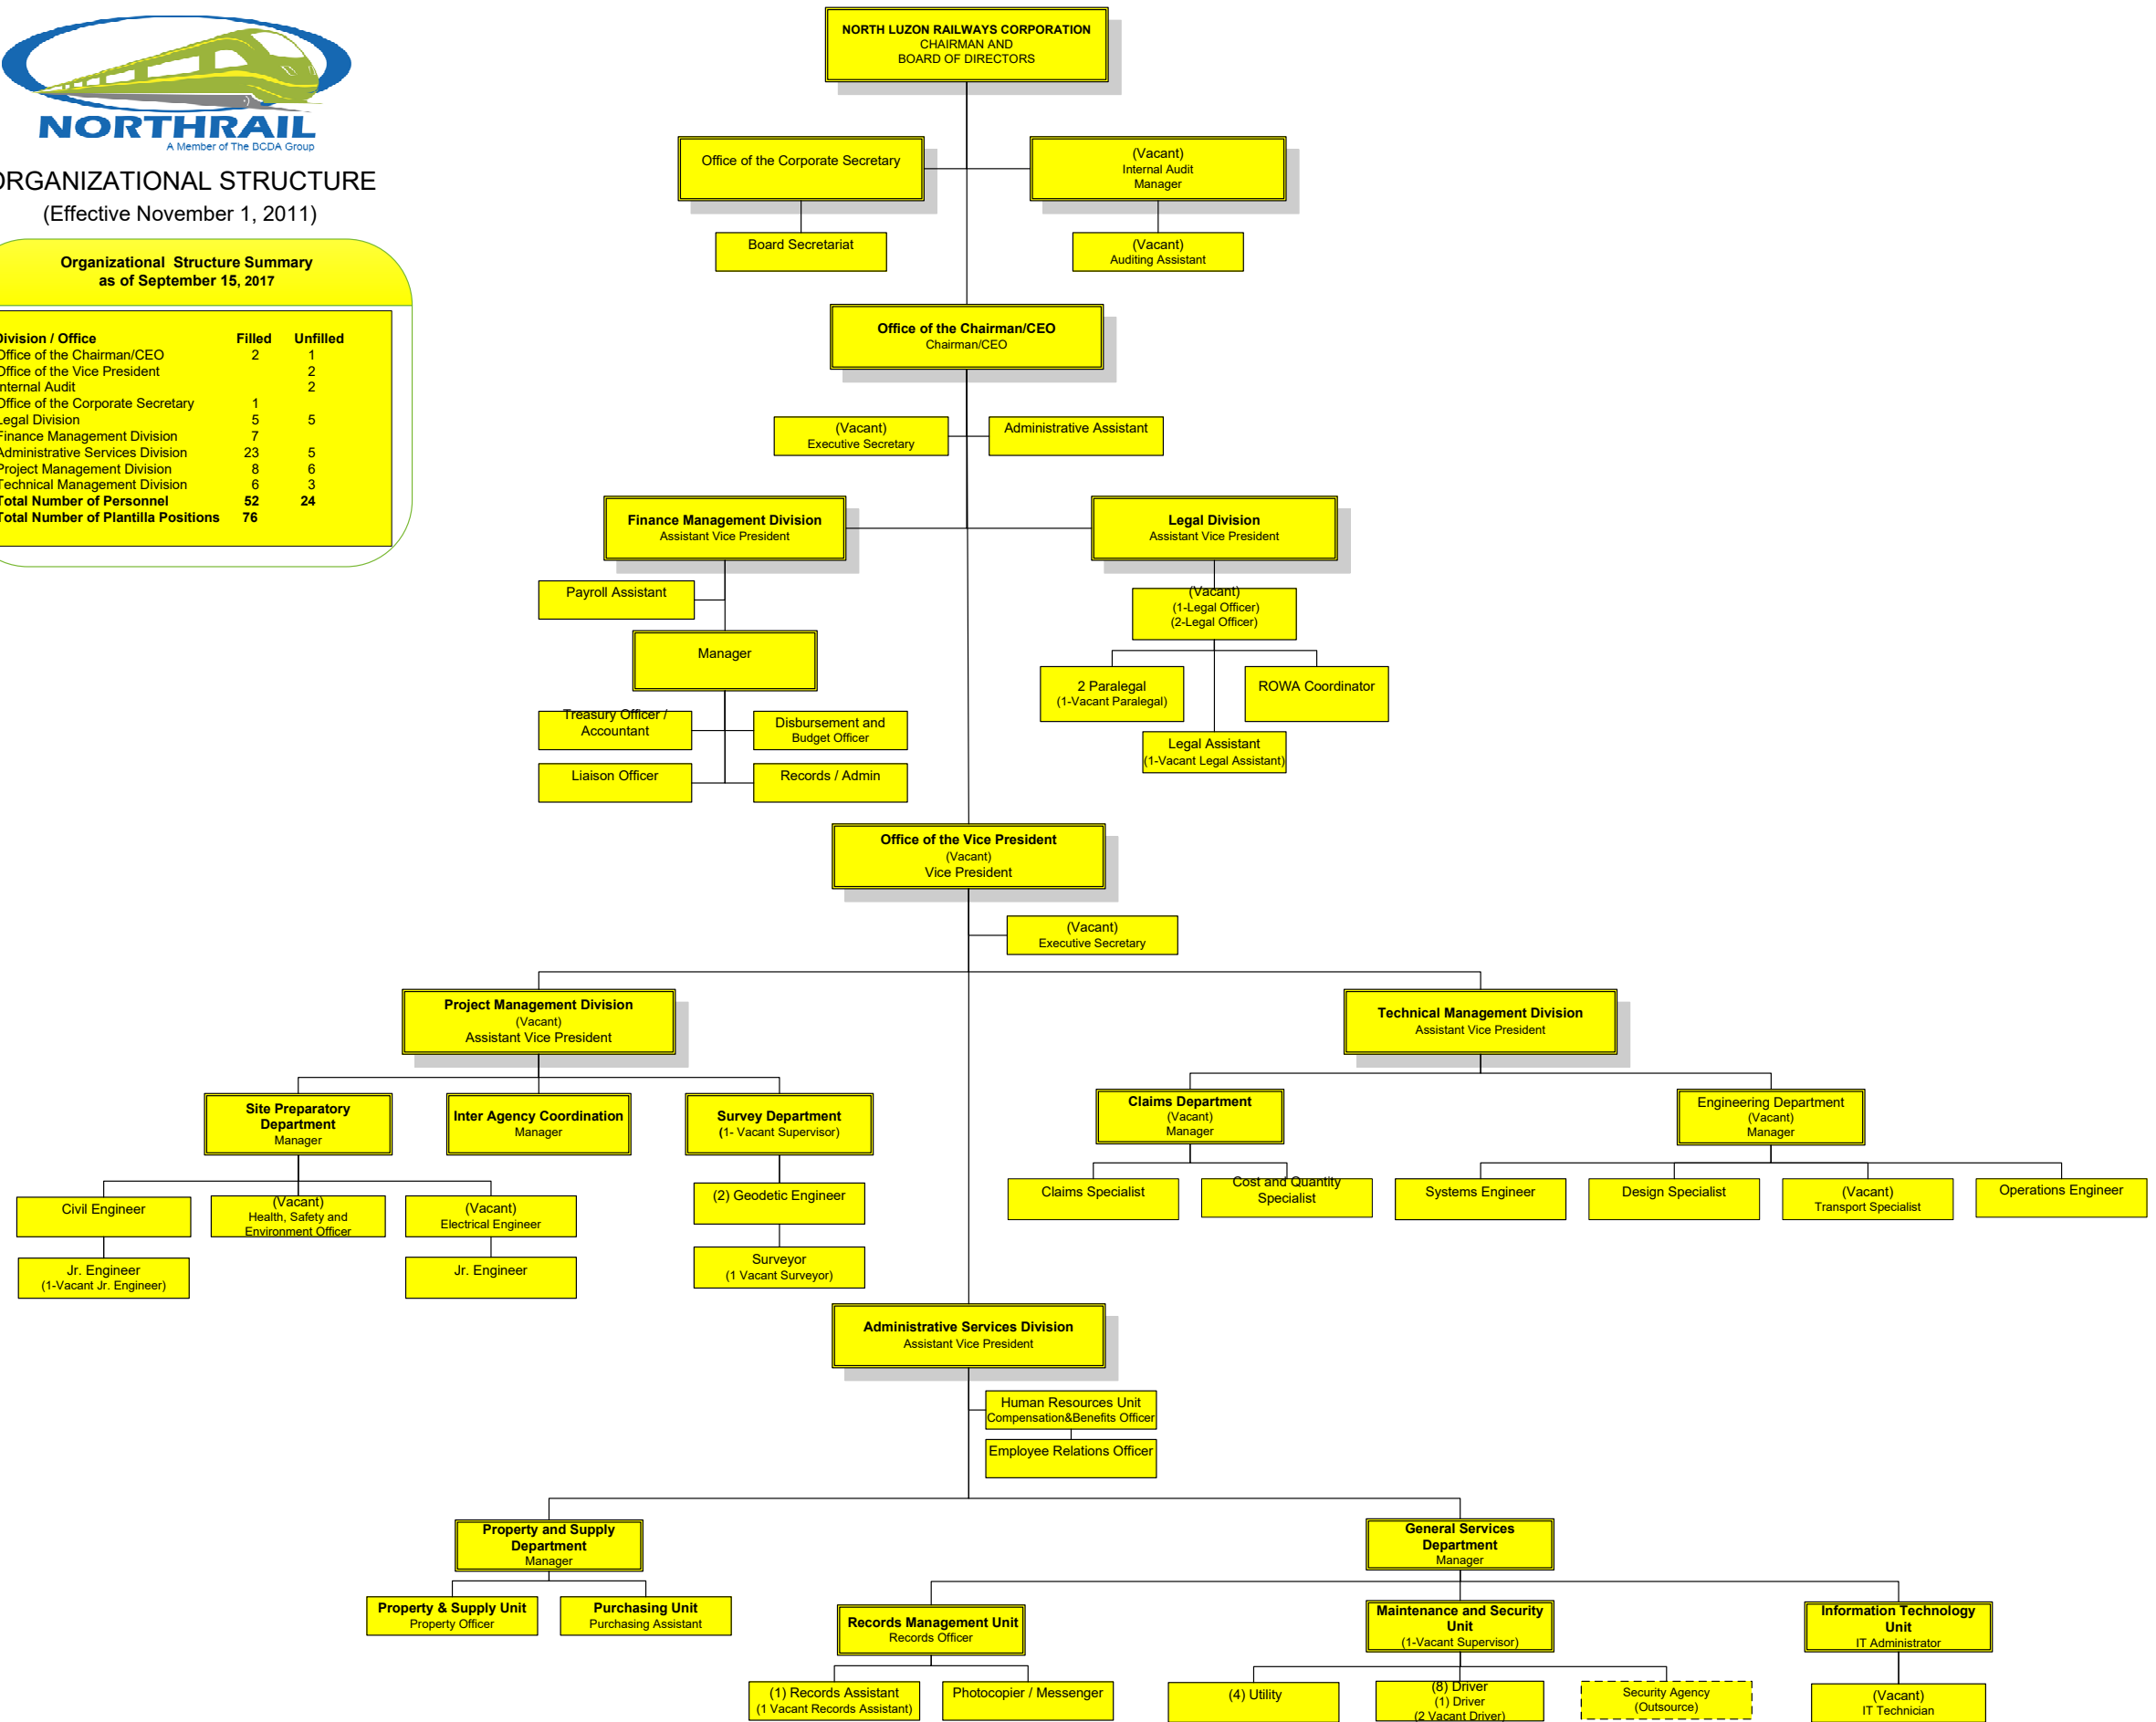 NORTHRAIL
A Member of The BCDA Group
ORGANIZATIONAL STRUCTURE
(Effective November 1, 2011)
Organizational Structure Summary
as of September 15, 2017
Division / Office Filled Unfilled
Office of the Chairman/CEO 2 1
Office of the Vice President 2
Internal Audit 2
Office of the Corporate Secretary 1
Legal Division 5 5
Finance Management Division 7
Administrative Services Division 23 5
Project Management Division 8 6
Technical Management Division 6 3
Total Number of Personnel 52 24
Total Number of Plantilla Positions 76
NORTH LUZON RAILWAYS CORPORATION
CHAIRMAN AND
BOARD OF DIRECTORS
Office of the Corporate Secretary
(Vacant)
Internal Audit
Manager
Board Secretariat
(Vacant)
Auditing Assistant
Office of the Chairman/CEO
Chairman/CEO
(Vacant)
Executive Secretary
Administrative Assistant
Finance Management Division
Assistant Vice President
Legal Division
Assistant Vice President
Payroll Assistant
Manager
Treasury Officer /
Accountant
Disbursement and
Budget Officer
Liaison Officer
Records / Admin
(Vacant)
(1-Legal Officer)
(2-Legal Officer)
2 Paralegal
(1-Vacant Paralegal)
ROWA Coordinator
Legal Assistant
(1-Vacant Legal Assistant)
Office of the Vice President
(Vacant)
Vice President
(Vacant)
Executive Secretary
Project Management Division
(Vacant)
Assistant Vice President
Technical Management Division
Assistant Vice President
Site Preparatory
Department
Manager
Inter Agency Coordination
Manager
Survey Department
(1- Vacant Supervisor)
Claims Department
(Vacant)
Manager
Engineering Department
(Vacant)
Manager
Civil Engineer
(Vacant)
Health, Safety and
Environment Officer
(Vacant)
Electrical Engineer
(2) Geodetic Engineer
Claims Specialist
Cost and Quantity
Specialist
Systems Engineer
Design Specialist
(Vacant)
Transport Specialist
Operations Engineer
Jr. Engineer
(1-Vacant Jr. Engineer)
Jr. Engineer
Surveyor
(1 Vacant Surveyor)
Administrative Services Division
Assistant Vice President
Human Resources Unit
Compensation&Benefits Officer
Employee Relations Officer
Property and Supply
Department
Manager
General Services
Department
Manager
Property & Supply Unit
Property Officer
Purchasing Unit
Purchasing Assistant
Records Management Unit
Records Officer
Maintenance and Security
Unit
(1-Vacant Supervisor)
Information Technology
Unit
IT Administrator
(1) Records Assistant
(1 Vacant Records Assistant)
Photocopier / Messenger
(4) Utility
(8) Driver
(1) Driver
(2 Vacant Driver)
Security Agency
(Outsource)
(Vacant)
IT Technician